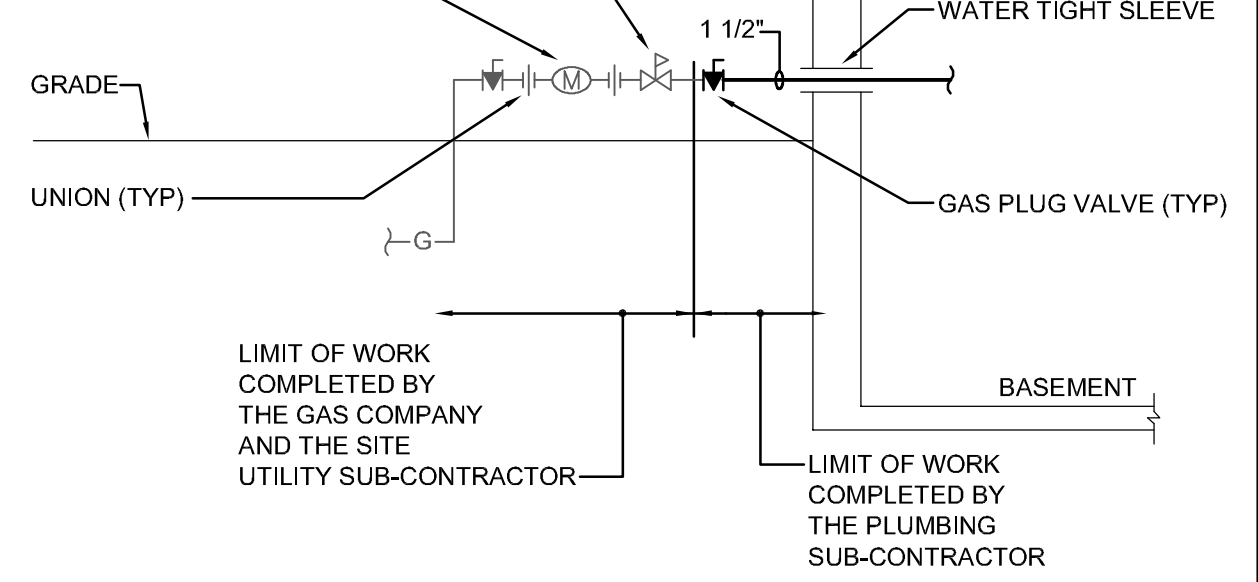 WATER TIGHT SLEEVE
1 1/2"
GRADE
M
UNION (TYP)
GAS PLUG VALVE (TYP)
G
LIMIT OF WORK
COMPLETED BY
THE GAS COMPANY
AND THE SITE
UTILITY SUB-CONTRACTOR
BASEMENT
LIMIT OF WORK
COMPLETED BY
THE PLUMBING
SUB-CONTRACTOR